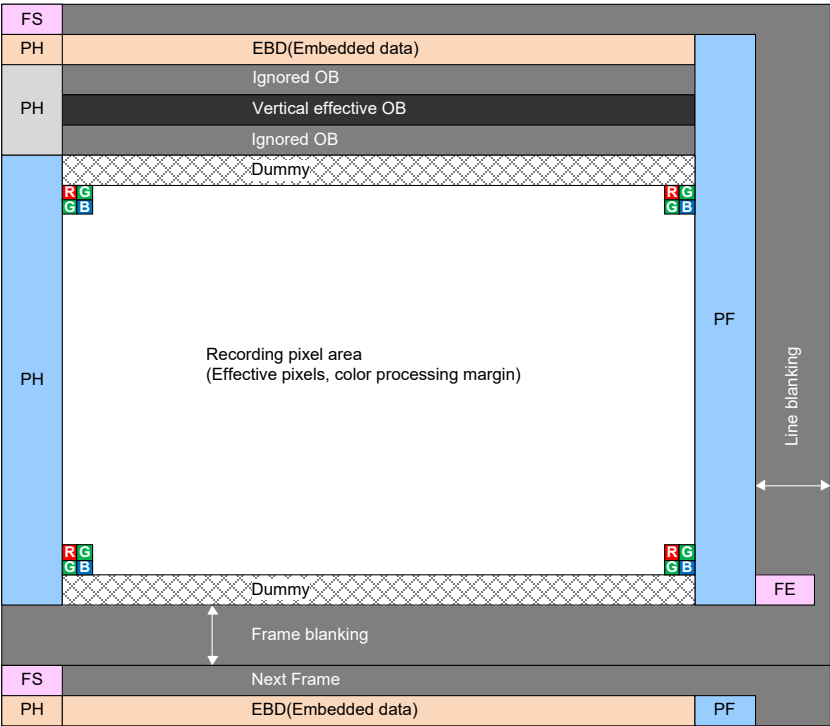 FS
PH EBD(Embedded data)
Ignored OB
PH Vertical effective OB
Ignored OB
Dummy
R G R G
G B G B
PF
Recording pixel area
(Effective pixels, color processing margin)
PH
Line blanking
R G R G
G B G B
Dummy FE
Frame blanking
FS Next Frame
PH EBD(Embedded data) PF